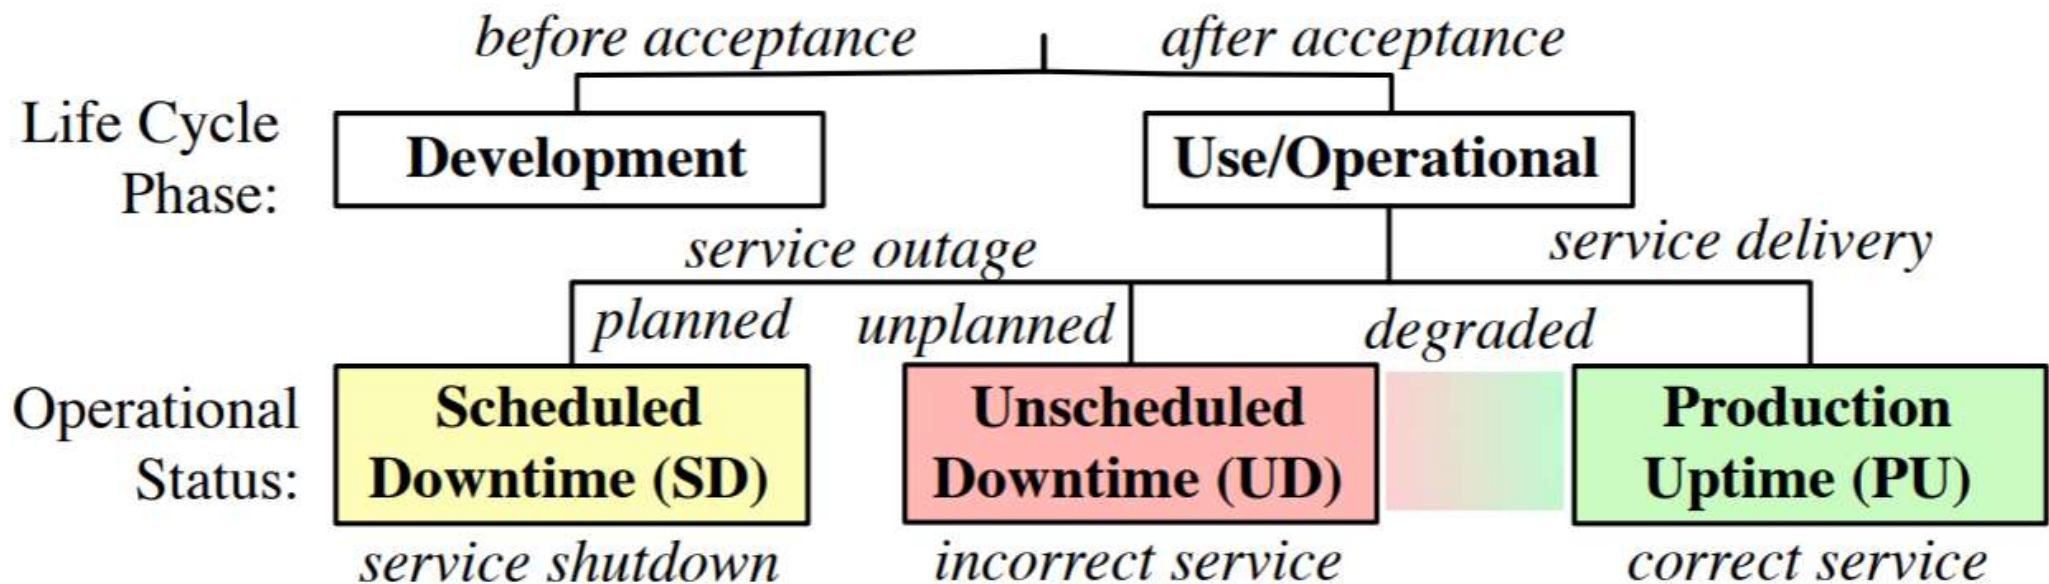 before acceptance
after acceptance
Life Cycle
Phase:
Development
Use/Operational
service outage
service delivery
planned
unplanned
degraded
Operational
Status:
Scheduled
Downtime (SD)
Unscheduled
Downtime (UD)
Production
Uptime (PU)
service shutdown
incorrect service
correct service